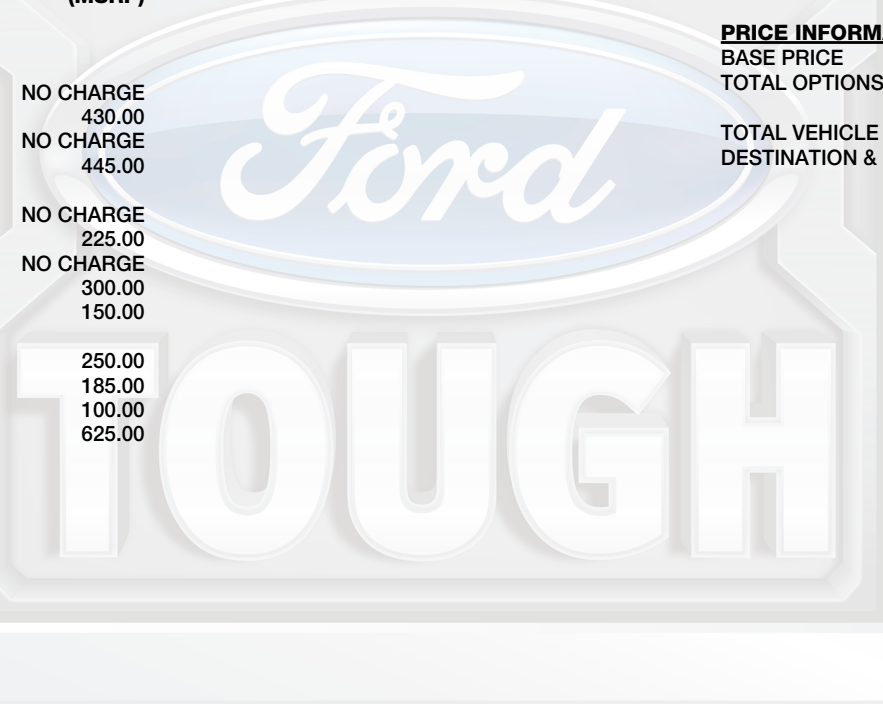 (MSRP)
NO CHARGE
430.00
NO CHARGE
445.00
NO CHARGE
225.00
NO CHARGE
300.00
150.00
250.00
185.00
100.00
625.00
PRICE INFORMA
BASE PRICE
TOTAL OPTIONS
TOTAL VEHICLE
DESTINATION &
Ford
TOUGH